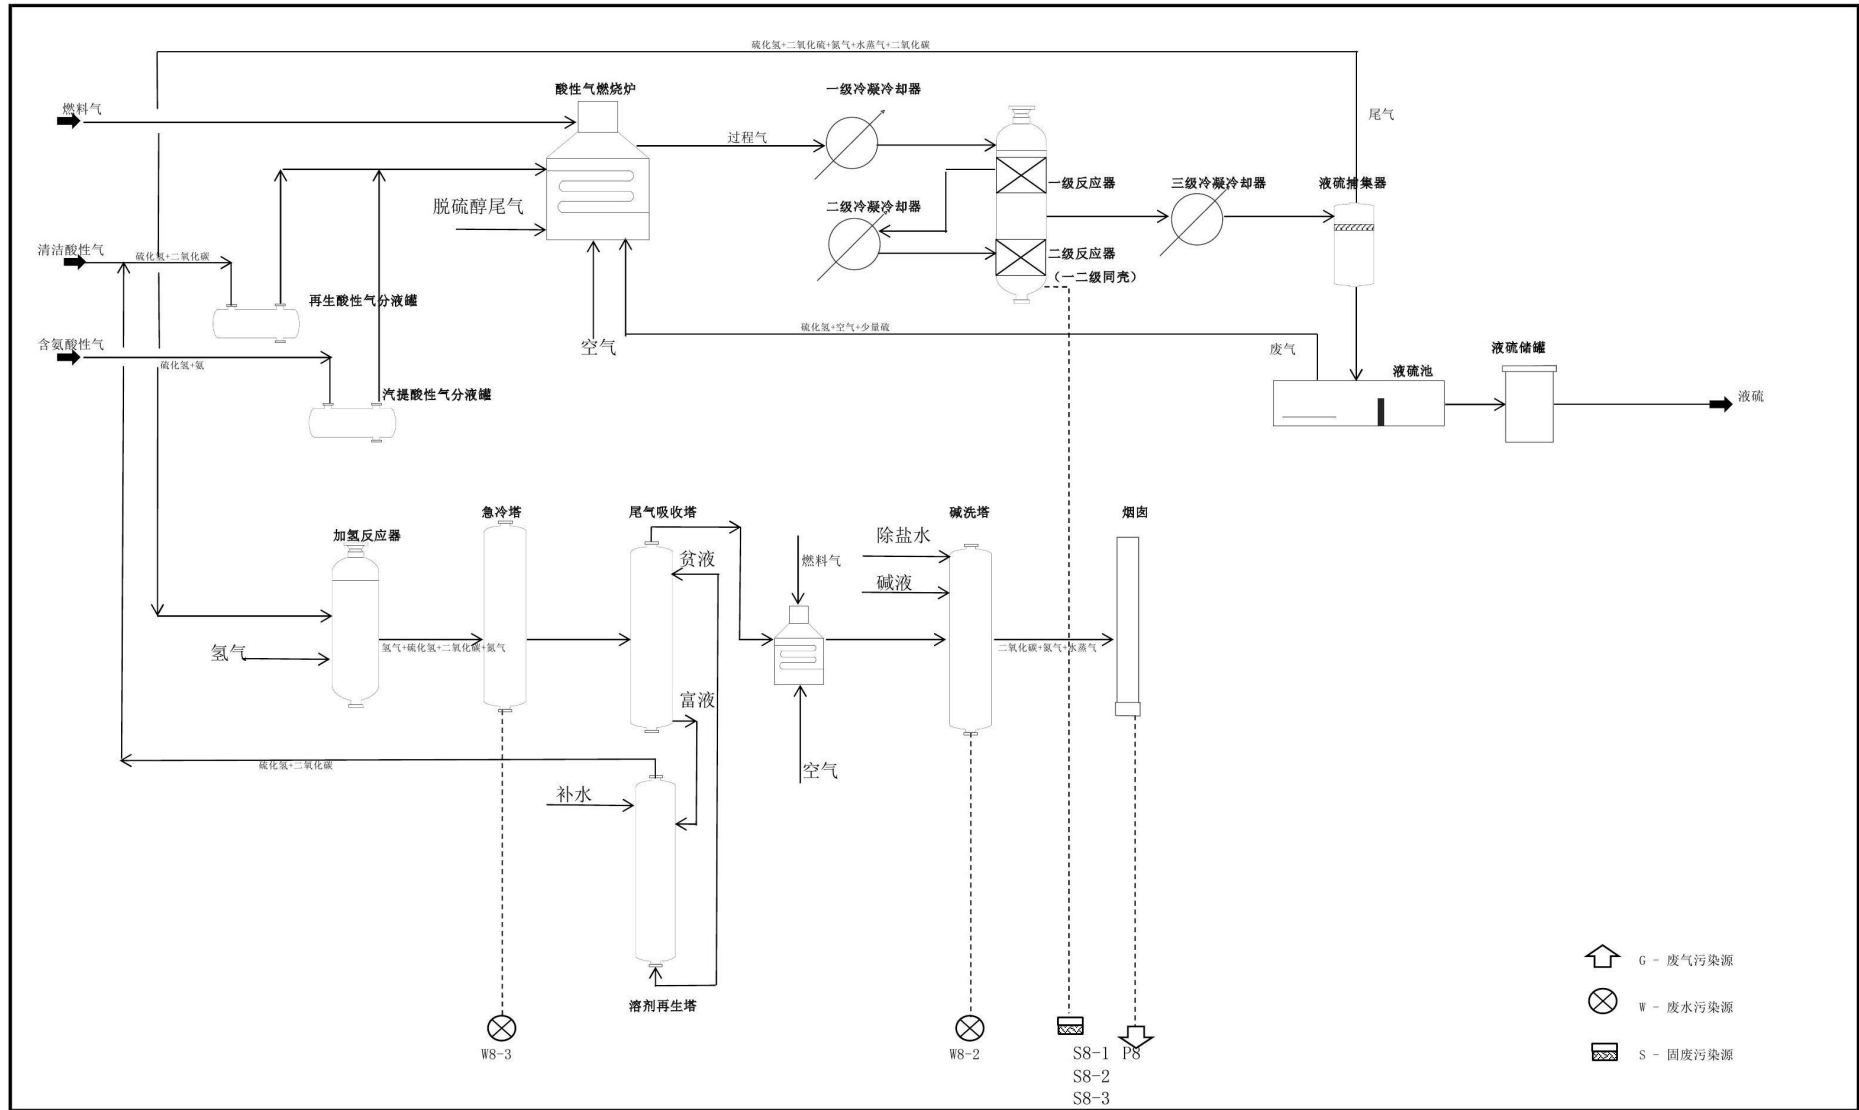 硫化氢+二氧化硫+氮气+水蒸气+二氧化碳
酸性气燃烧炉
一级冷凝冷却器
燃料气
尾气
过程气
一级反应器
三级冷凝冷却器
液硫捕集器
脱硫醇尾气
二级冷凝冷却器
清洁酸性气
硫化氢+二氧化碳
二级反应器
（一二级同壳）
再生酸性气分液罐
硫化氢+空气+少量硫
含氨酸性气
空气
废气
液硫储罐
硫化氢+氨
液硫池
汽提酸性气分液罐
液硫
急冷塔
尾气吸收塔
碱洗塔
烟囱
加氢反应器
除盐水
贫液
燃料气
碱液
氢气
氢气+硫化氢+二氧化碳+氮气
二氧化碳+氮气+水蒸气
富液
硫化氢+二氧化碳
空气
补水
G - 废气污染源
溶剂再生塔
W - 废水污染源
W8-3
W8-2
S8-1
P8
S - 固废污染源
S8-2
S8-3